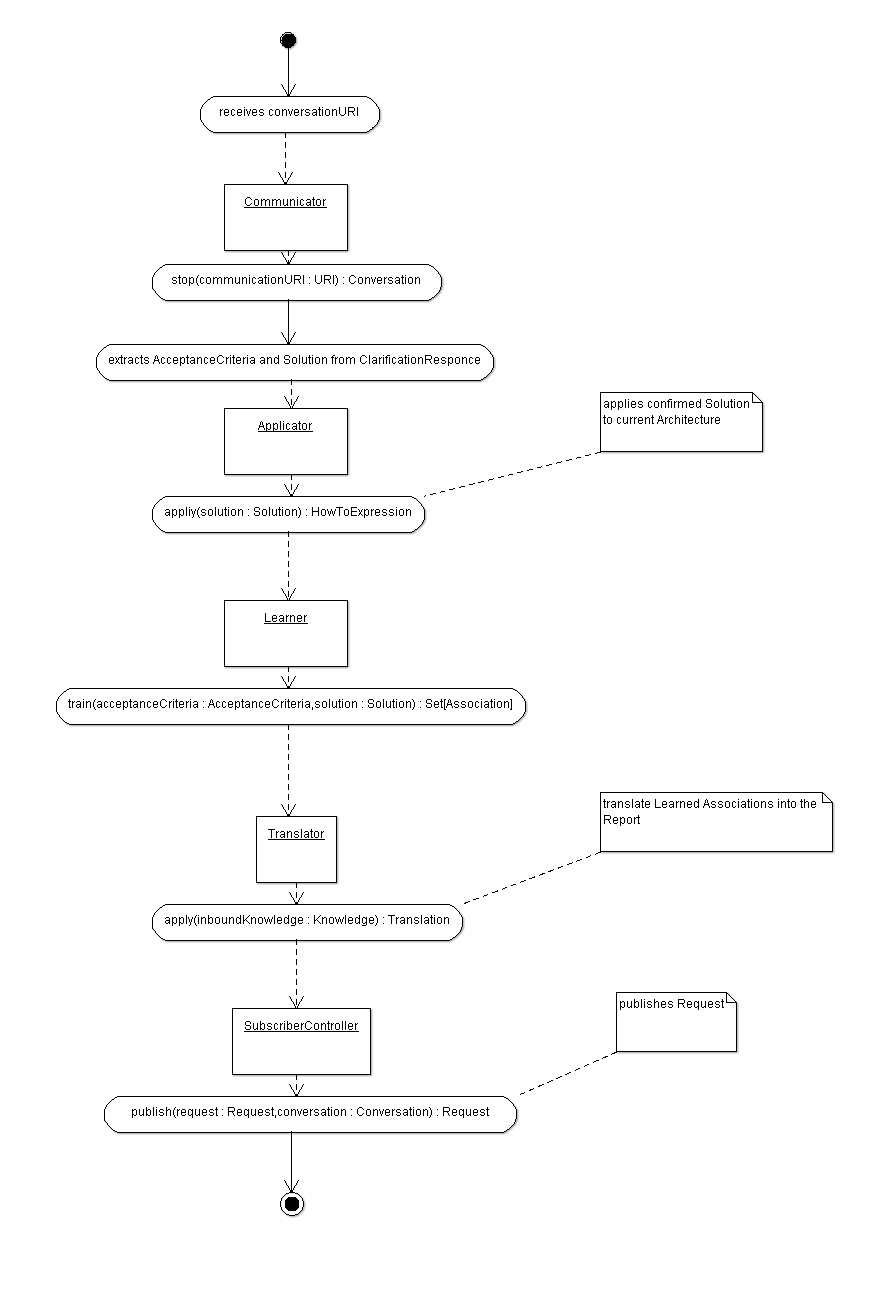 receives conversationURI
Communicator
stop(communicationURI : URI) : Conversation
extracts AcceptanceCriteria and Solution from ClarificationResponce
applies confirmed Solution
to current Architecture
Applicator
appliy(solution : Solution) : HowToExpression
Learner
train(acceptanceCriteria : AcceptanceCriteria,solution : Solution) : Set[Association]
translate Learned Associations into the
Report
Translator
apply(inboundKnowledge : Knowledge) : Translation
publishes Request
SubscriberController
publish(request : Request,conversation : Conversation) : Request